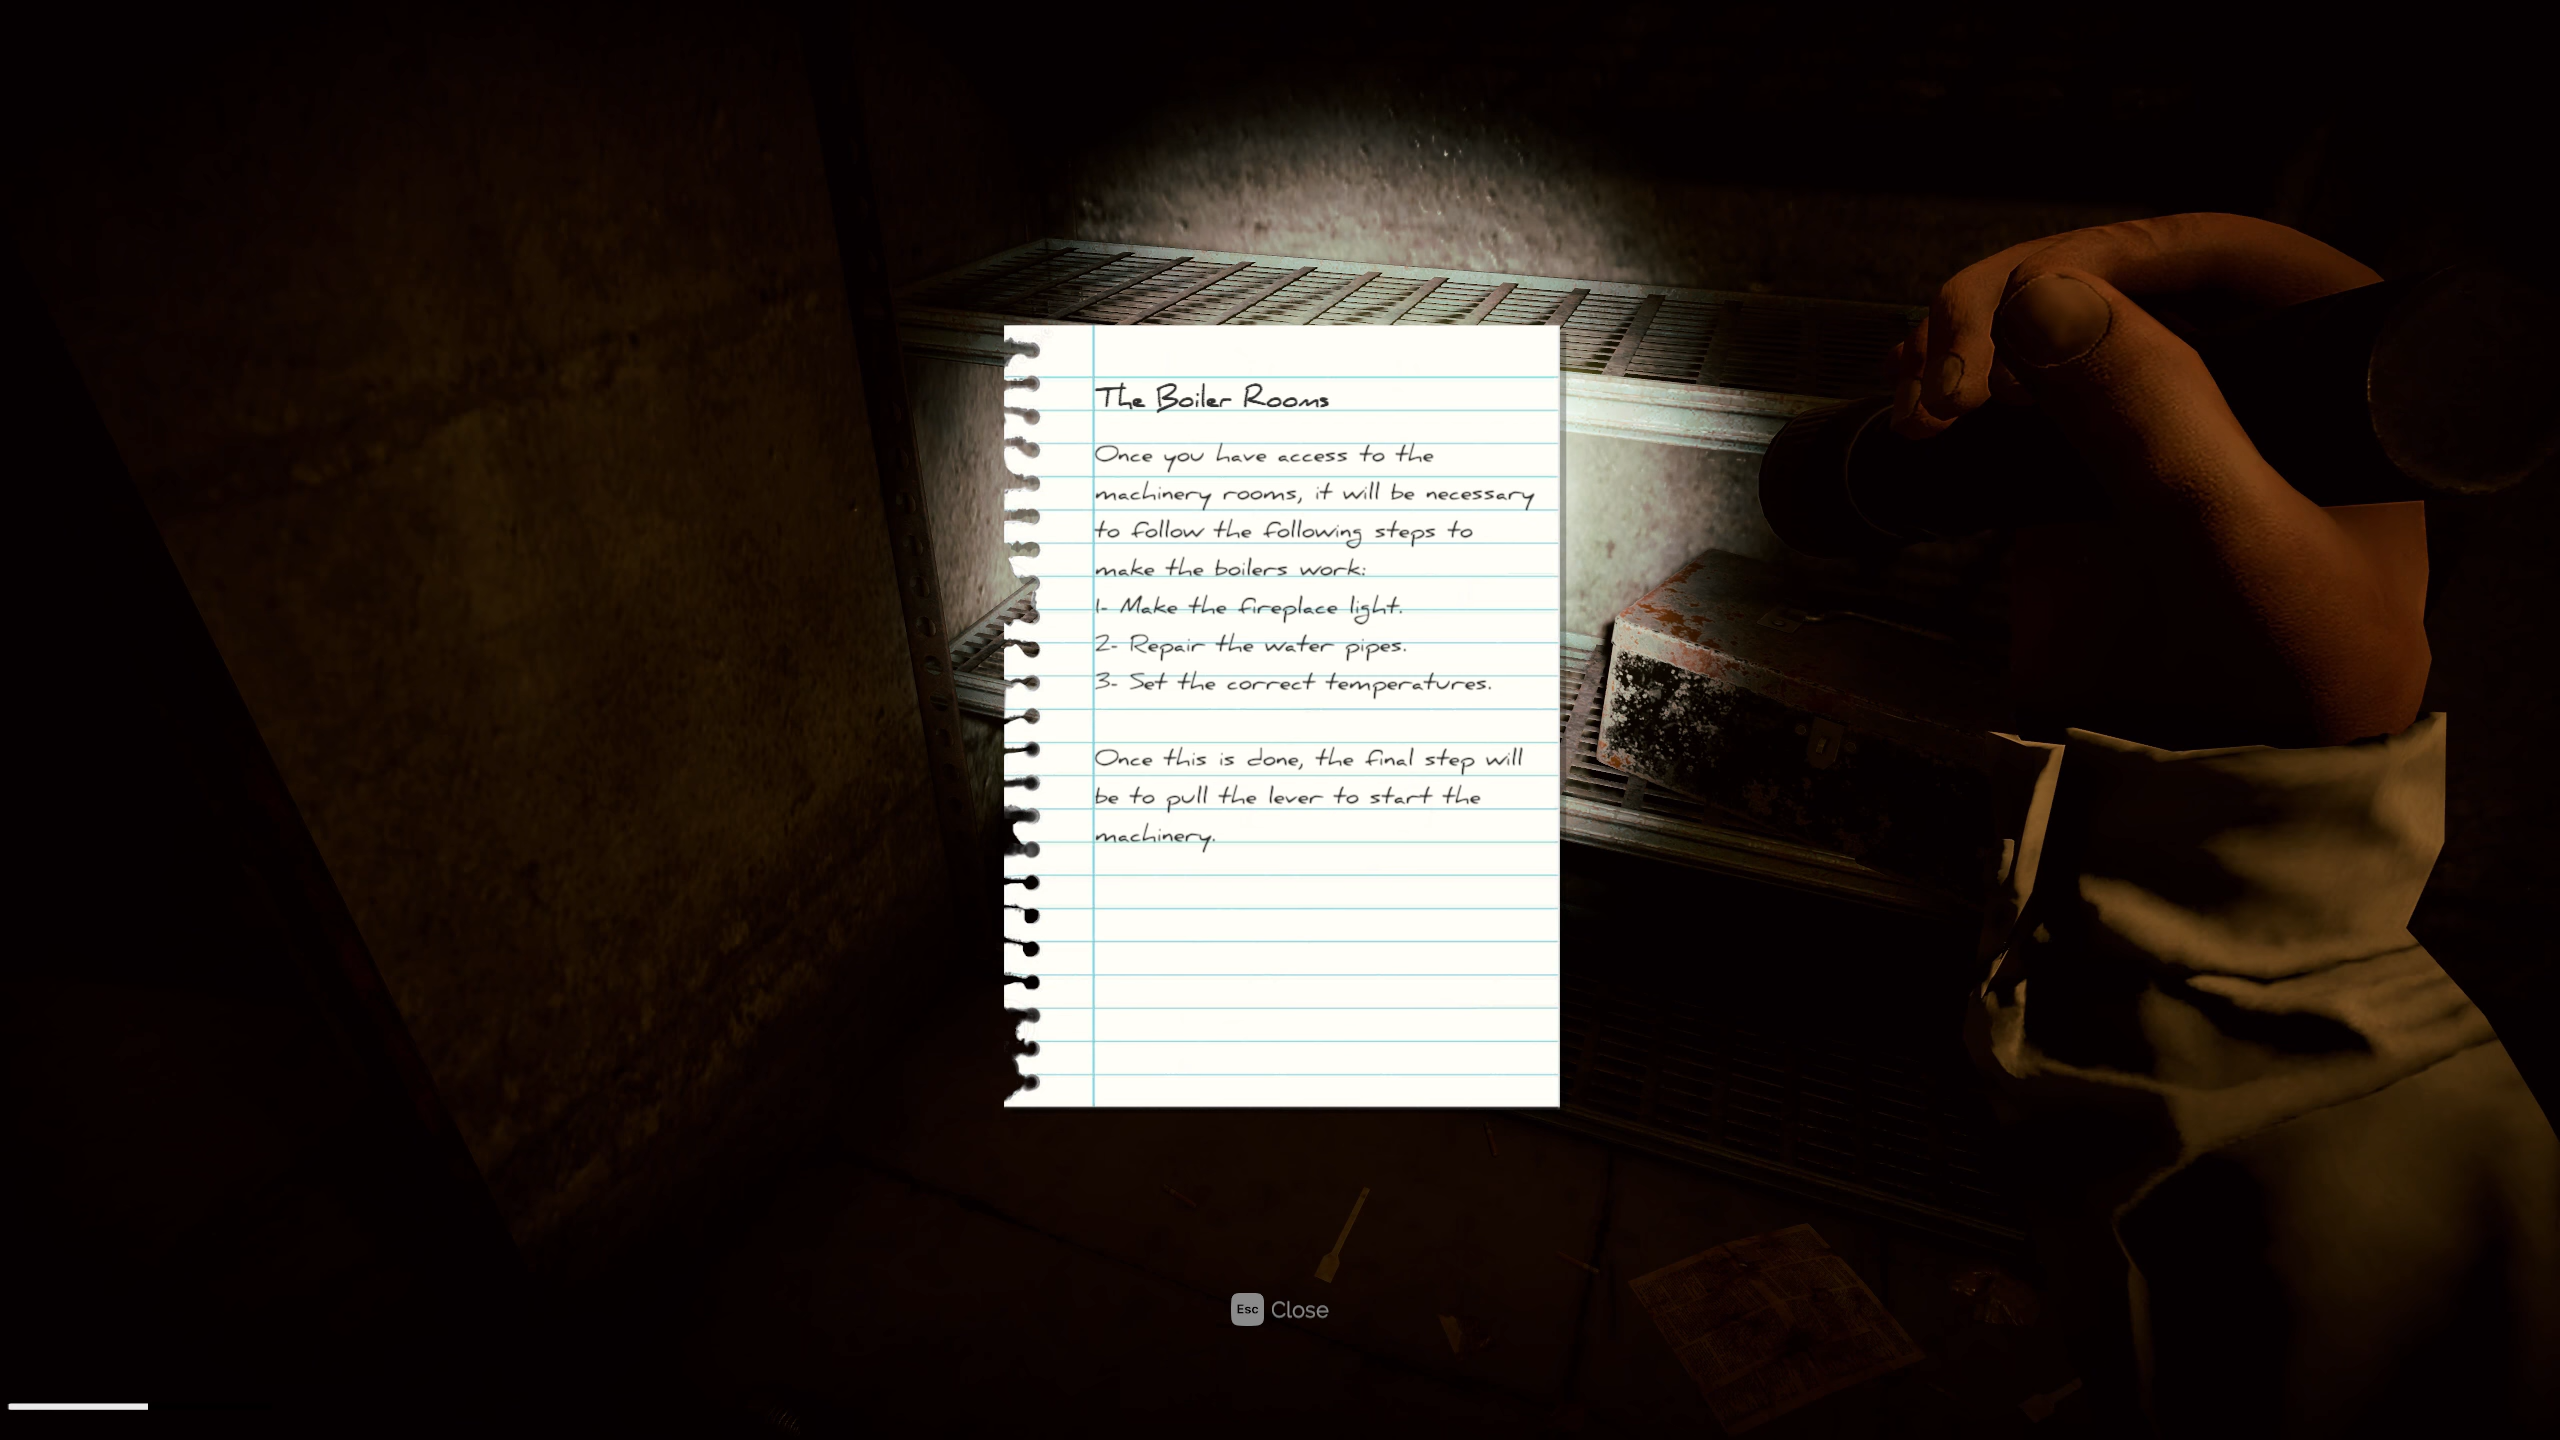 The Boiler Rooms
Once you have access to the
machinery rooms, it will be necessary
to follow the following steps to
make the boilers work:
1- Make the fireplace light.
2- Repair the water pipes.
3- Set the correct temperatures.
Once this is done, the final step will
be to pull the lever to start the
machinery.
Esc Close